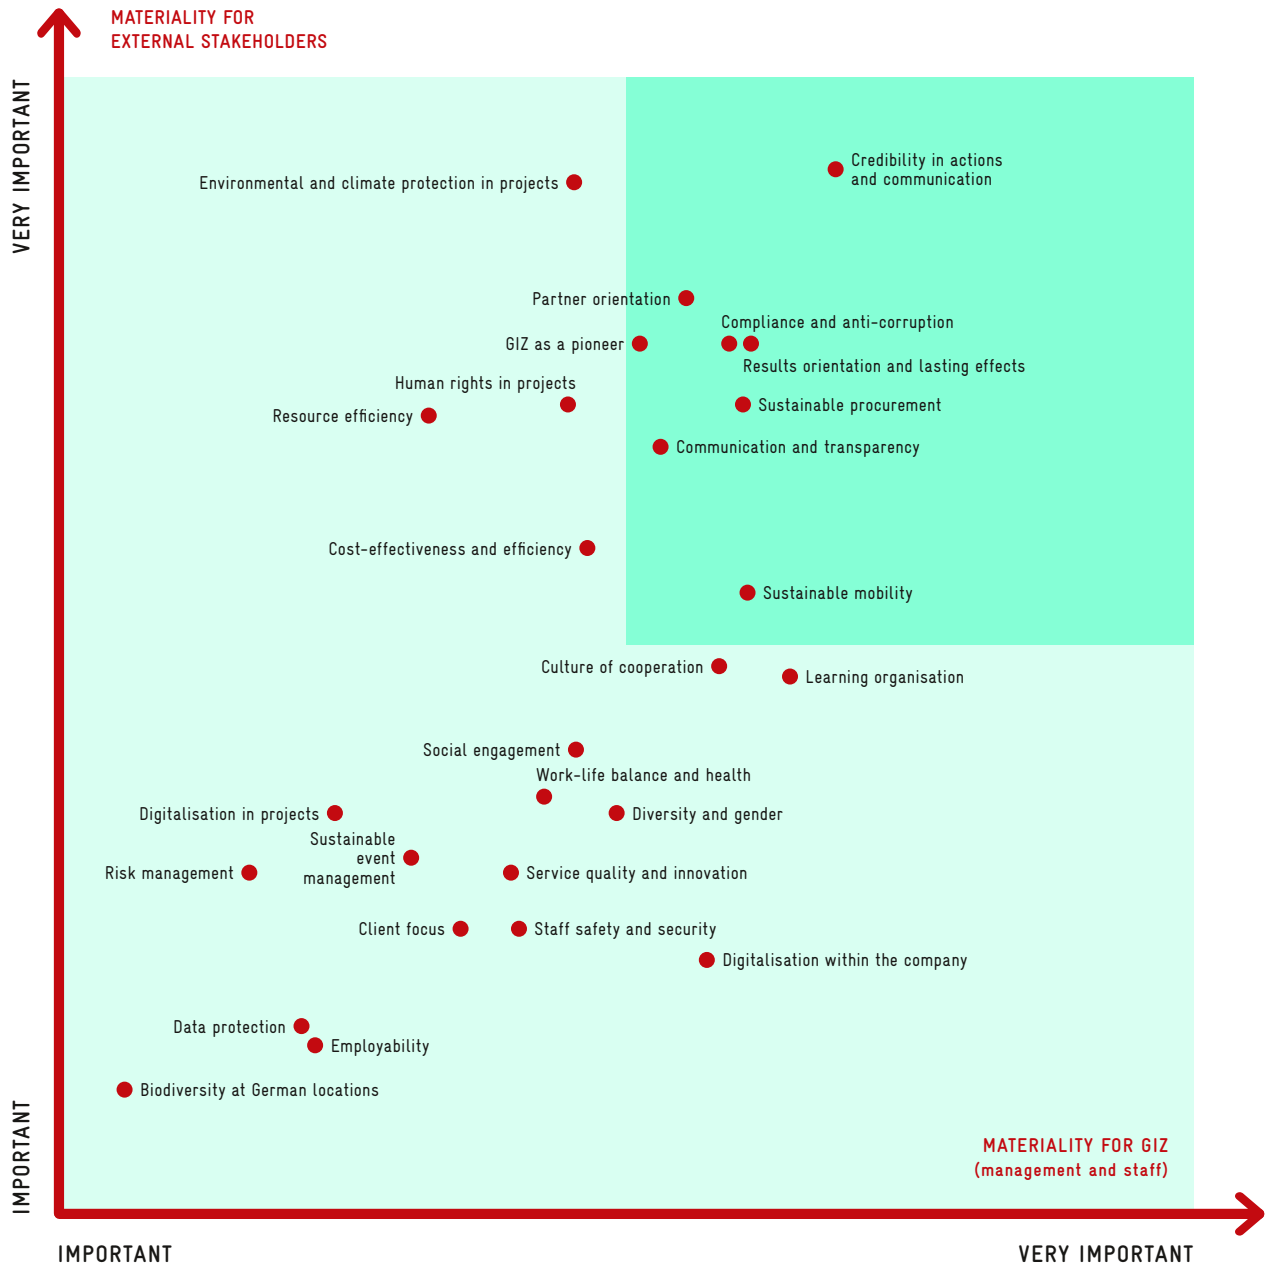 MATERIALITY FOR
EXTERNAL STAKEHOLDERS
VERY IMPORTANT
Credibility in actions
and communication
Environmental and climate protection in projects
Partner orientation
Compliance and anti-corruption
GIZ as a pioneer
Results orientation and lasting effects
Human rights in projects
Sustainable procurement
Resource efficiency
Communication and transparency
Cost-effectiveness and efficiency
Sustainable mobility
Culture of cooperation
Learning organisation
Social engagement
Work-life balance and health
Digitalisation in projects
Diversity and gender
Sustainable
event
management
Risk management
Service quality and innovation
Client focus
Staff safety and security
Digitalisation within the company
Data protection
Employability
Biodiversity at German locations
IMPORTANT
MATERIALITY FOR GIZ
(management and staff)
IMPORTANT
VERY IMPORTANT